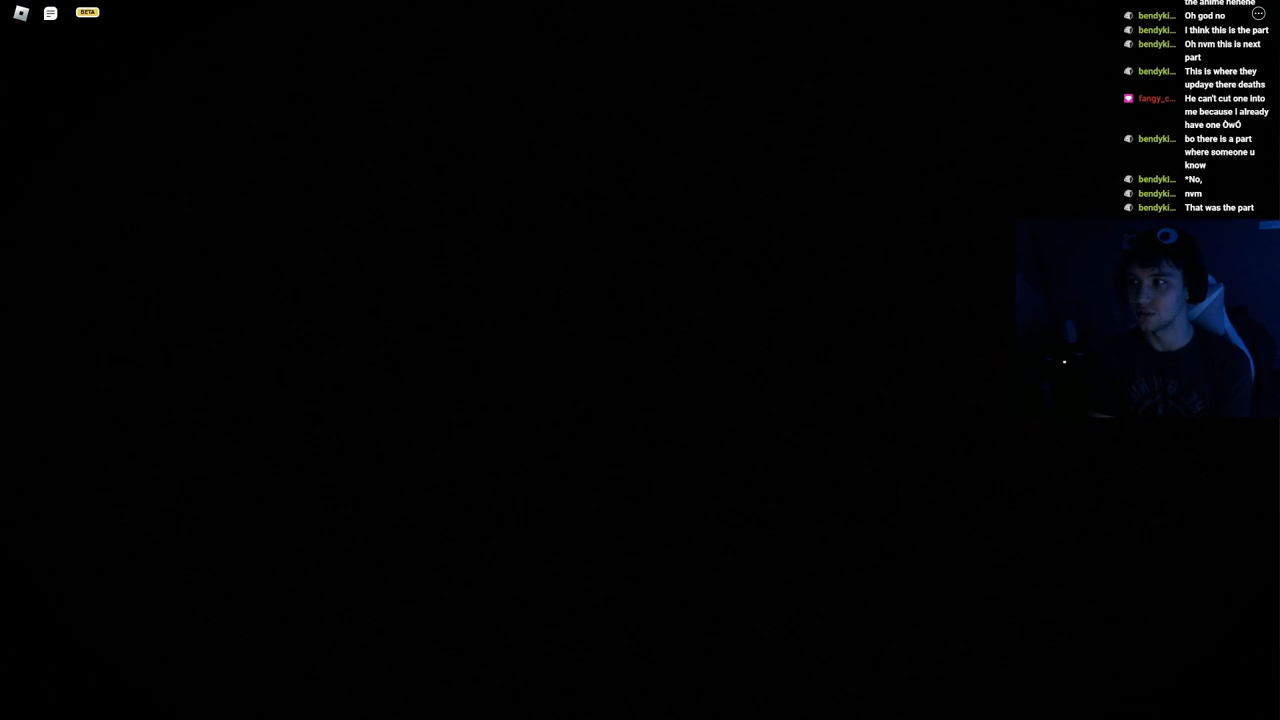 BETA
the anime hehehe
bendyki... Oh god no
bendyki... I think this is the part
bendyki... Oh nvm this is next
part
bendyki... This is where they
updaye there deaths
fangy_c... He can't cut one into
me because I already
have one ÒwÓ
bendyki... bo there is a part
where someone u
know
bendyki... *No,
bendyki... nvm
bendyki... That was the part